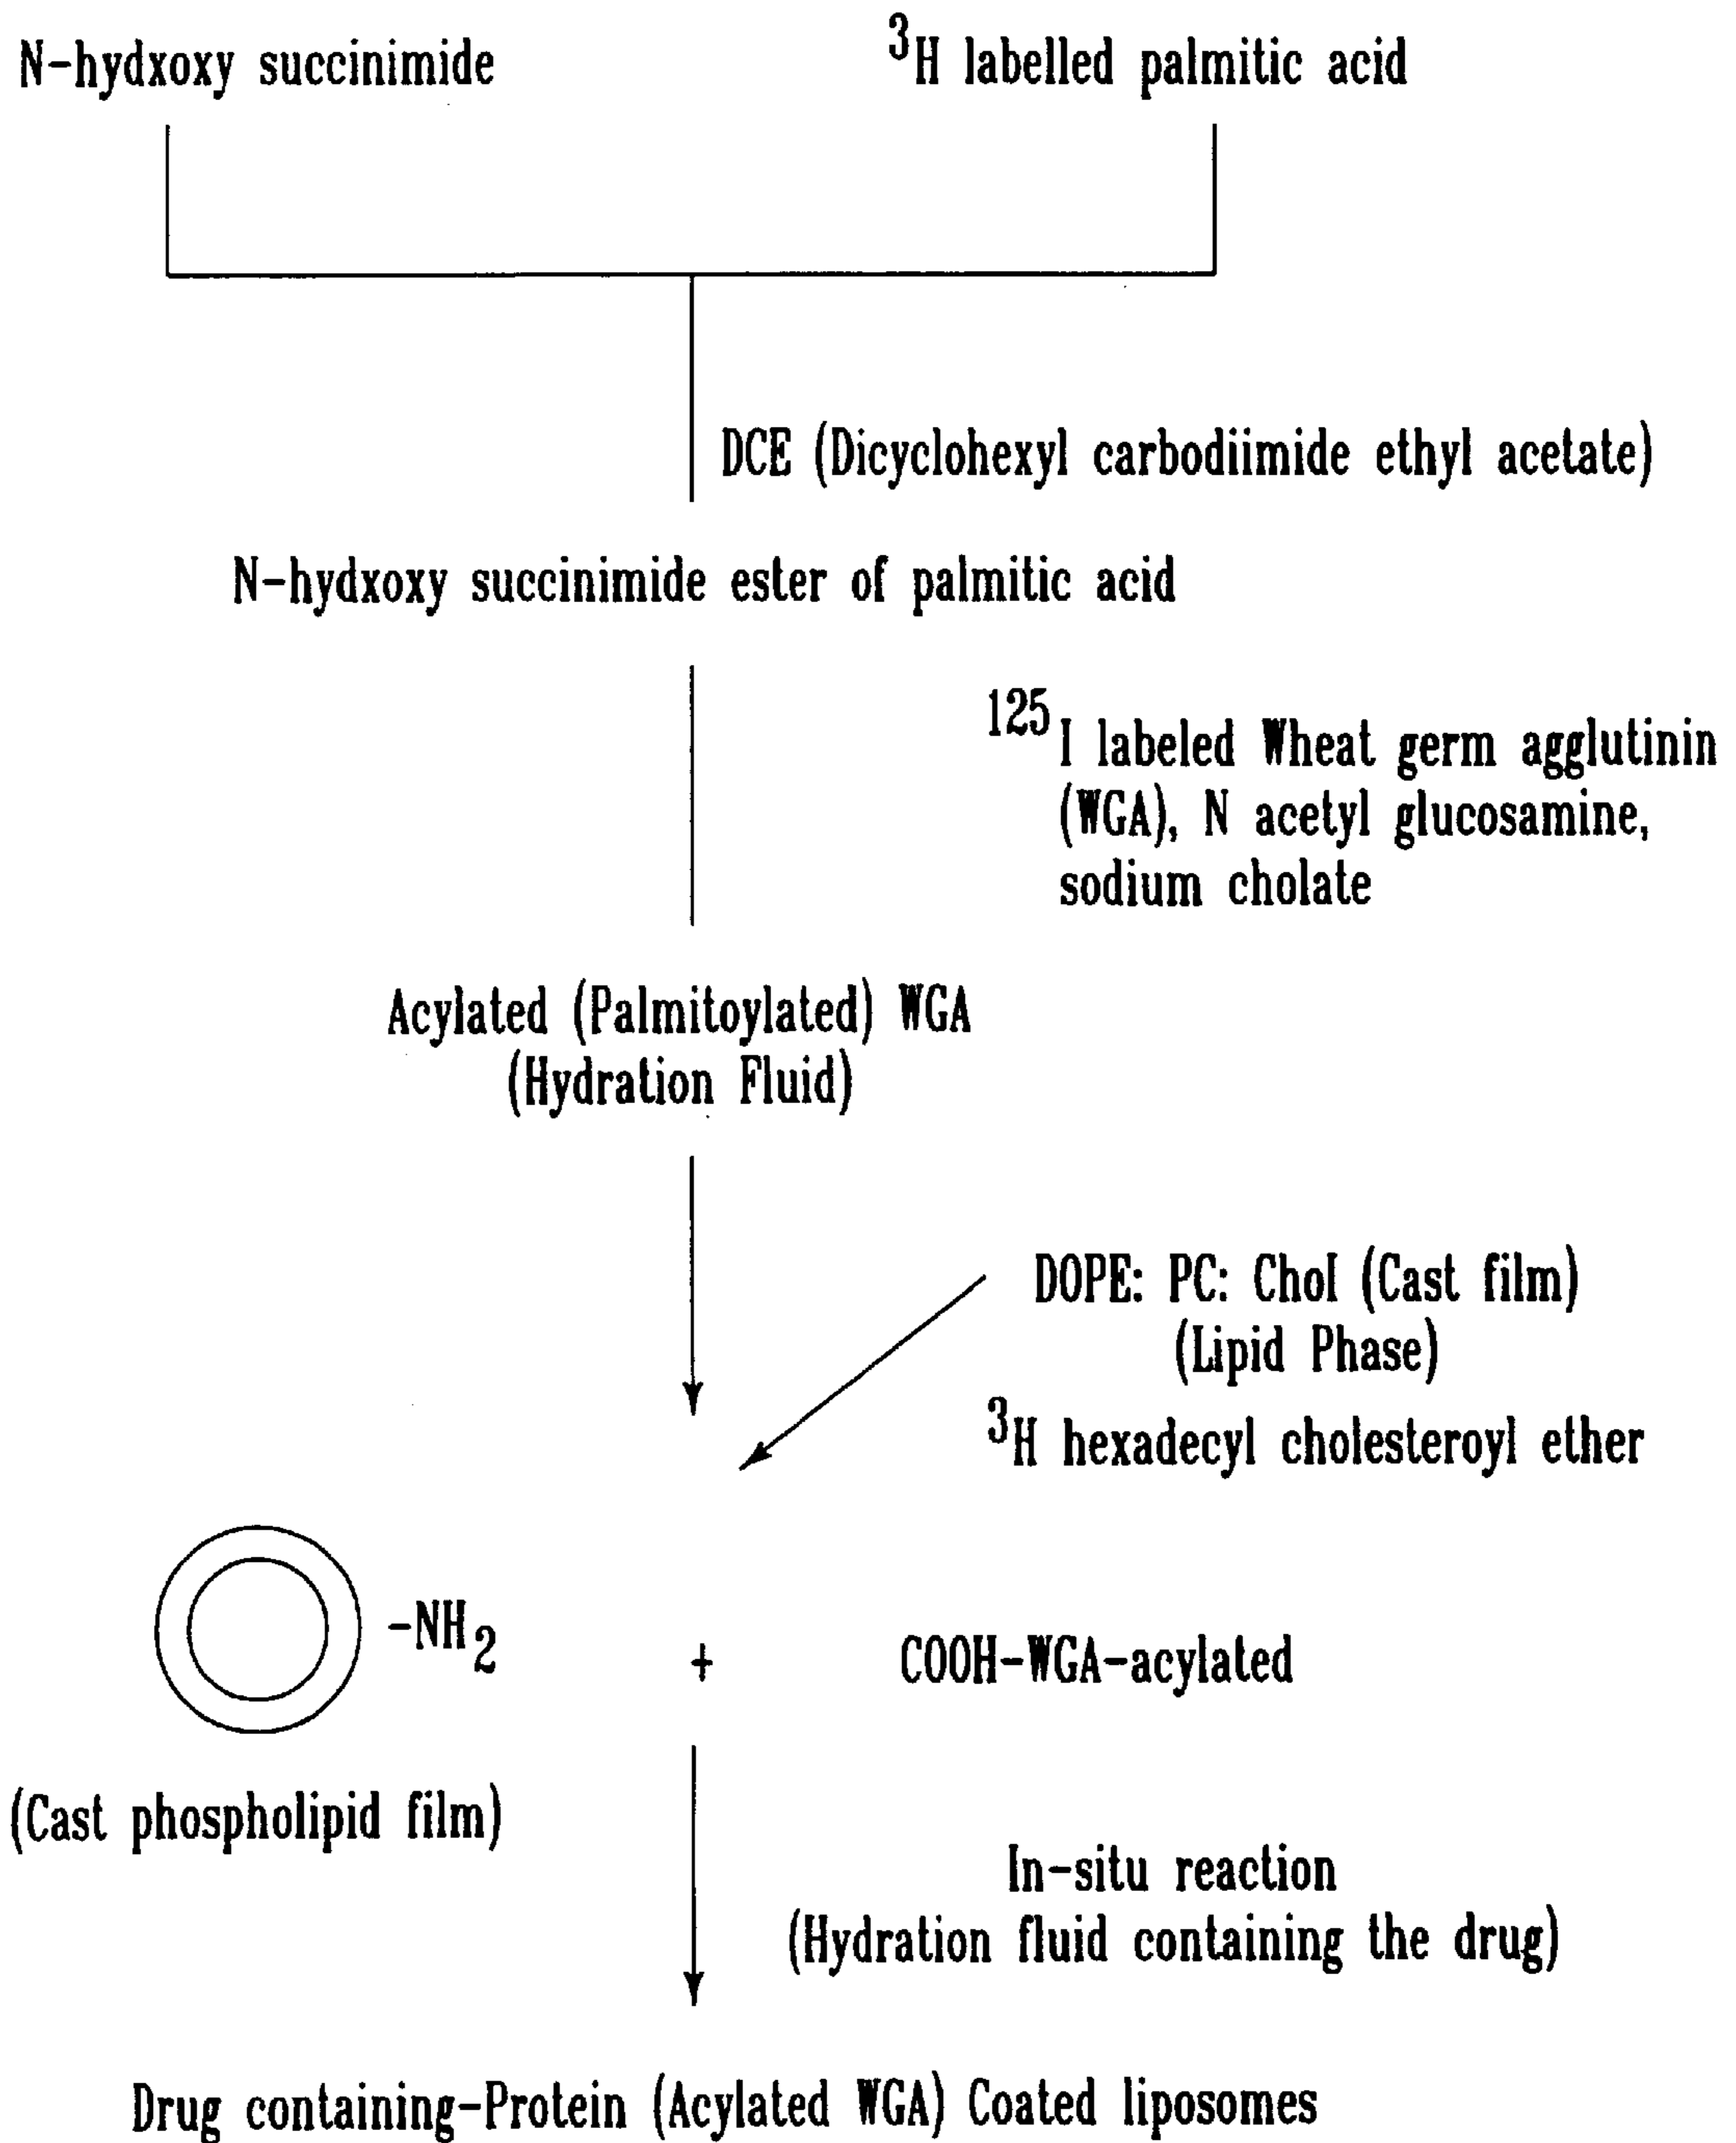 N-hydxoxy succinimide
³H labelled palmitic acid
DCE (Dicyclohexyl carbodiimide ethyl acetate)
N-hydxoxy succinimide ester of palmitic acid
¹²⁵I labeled Wheat germ agglutinin
(WGA), N acetyl glucosamine,
sodium cholate
Acylated (Palmitoylated) WGA
(Hydration Fluid)
DOPE: PC: Chol (Cast film)
(Lipid Phase)
³H hexadecyl cholesteroyl ether
-NH₂
+
COOH-WGA-acylated
(Cast phospholipid film)
In-situ reaction
(Hydration fluid containing the drug)
Drug containing-Protein (Acylated WGA) Coated liposomes